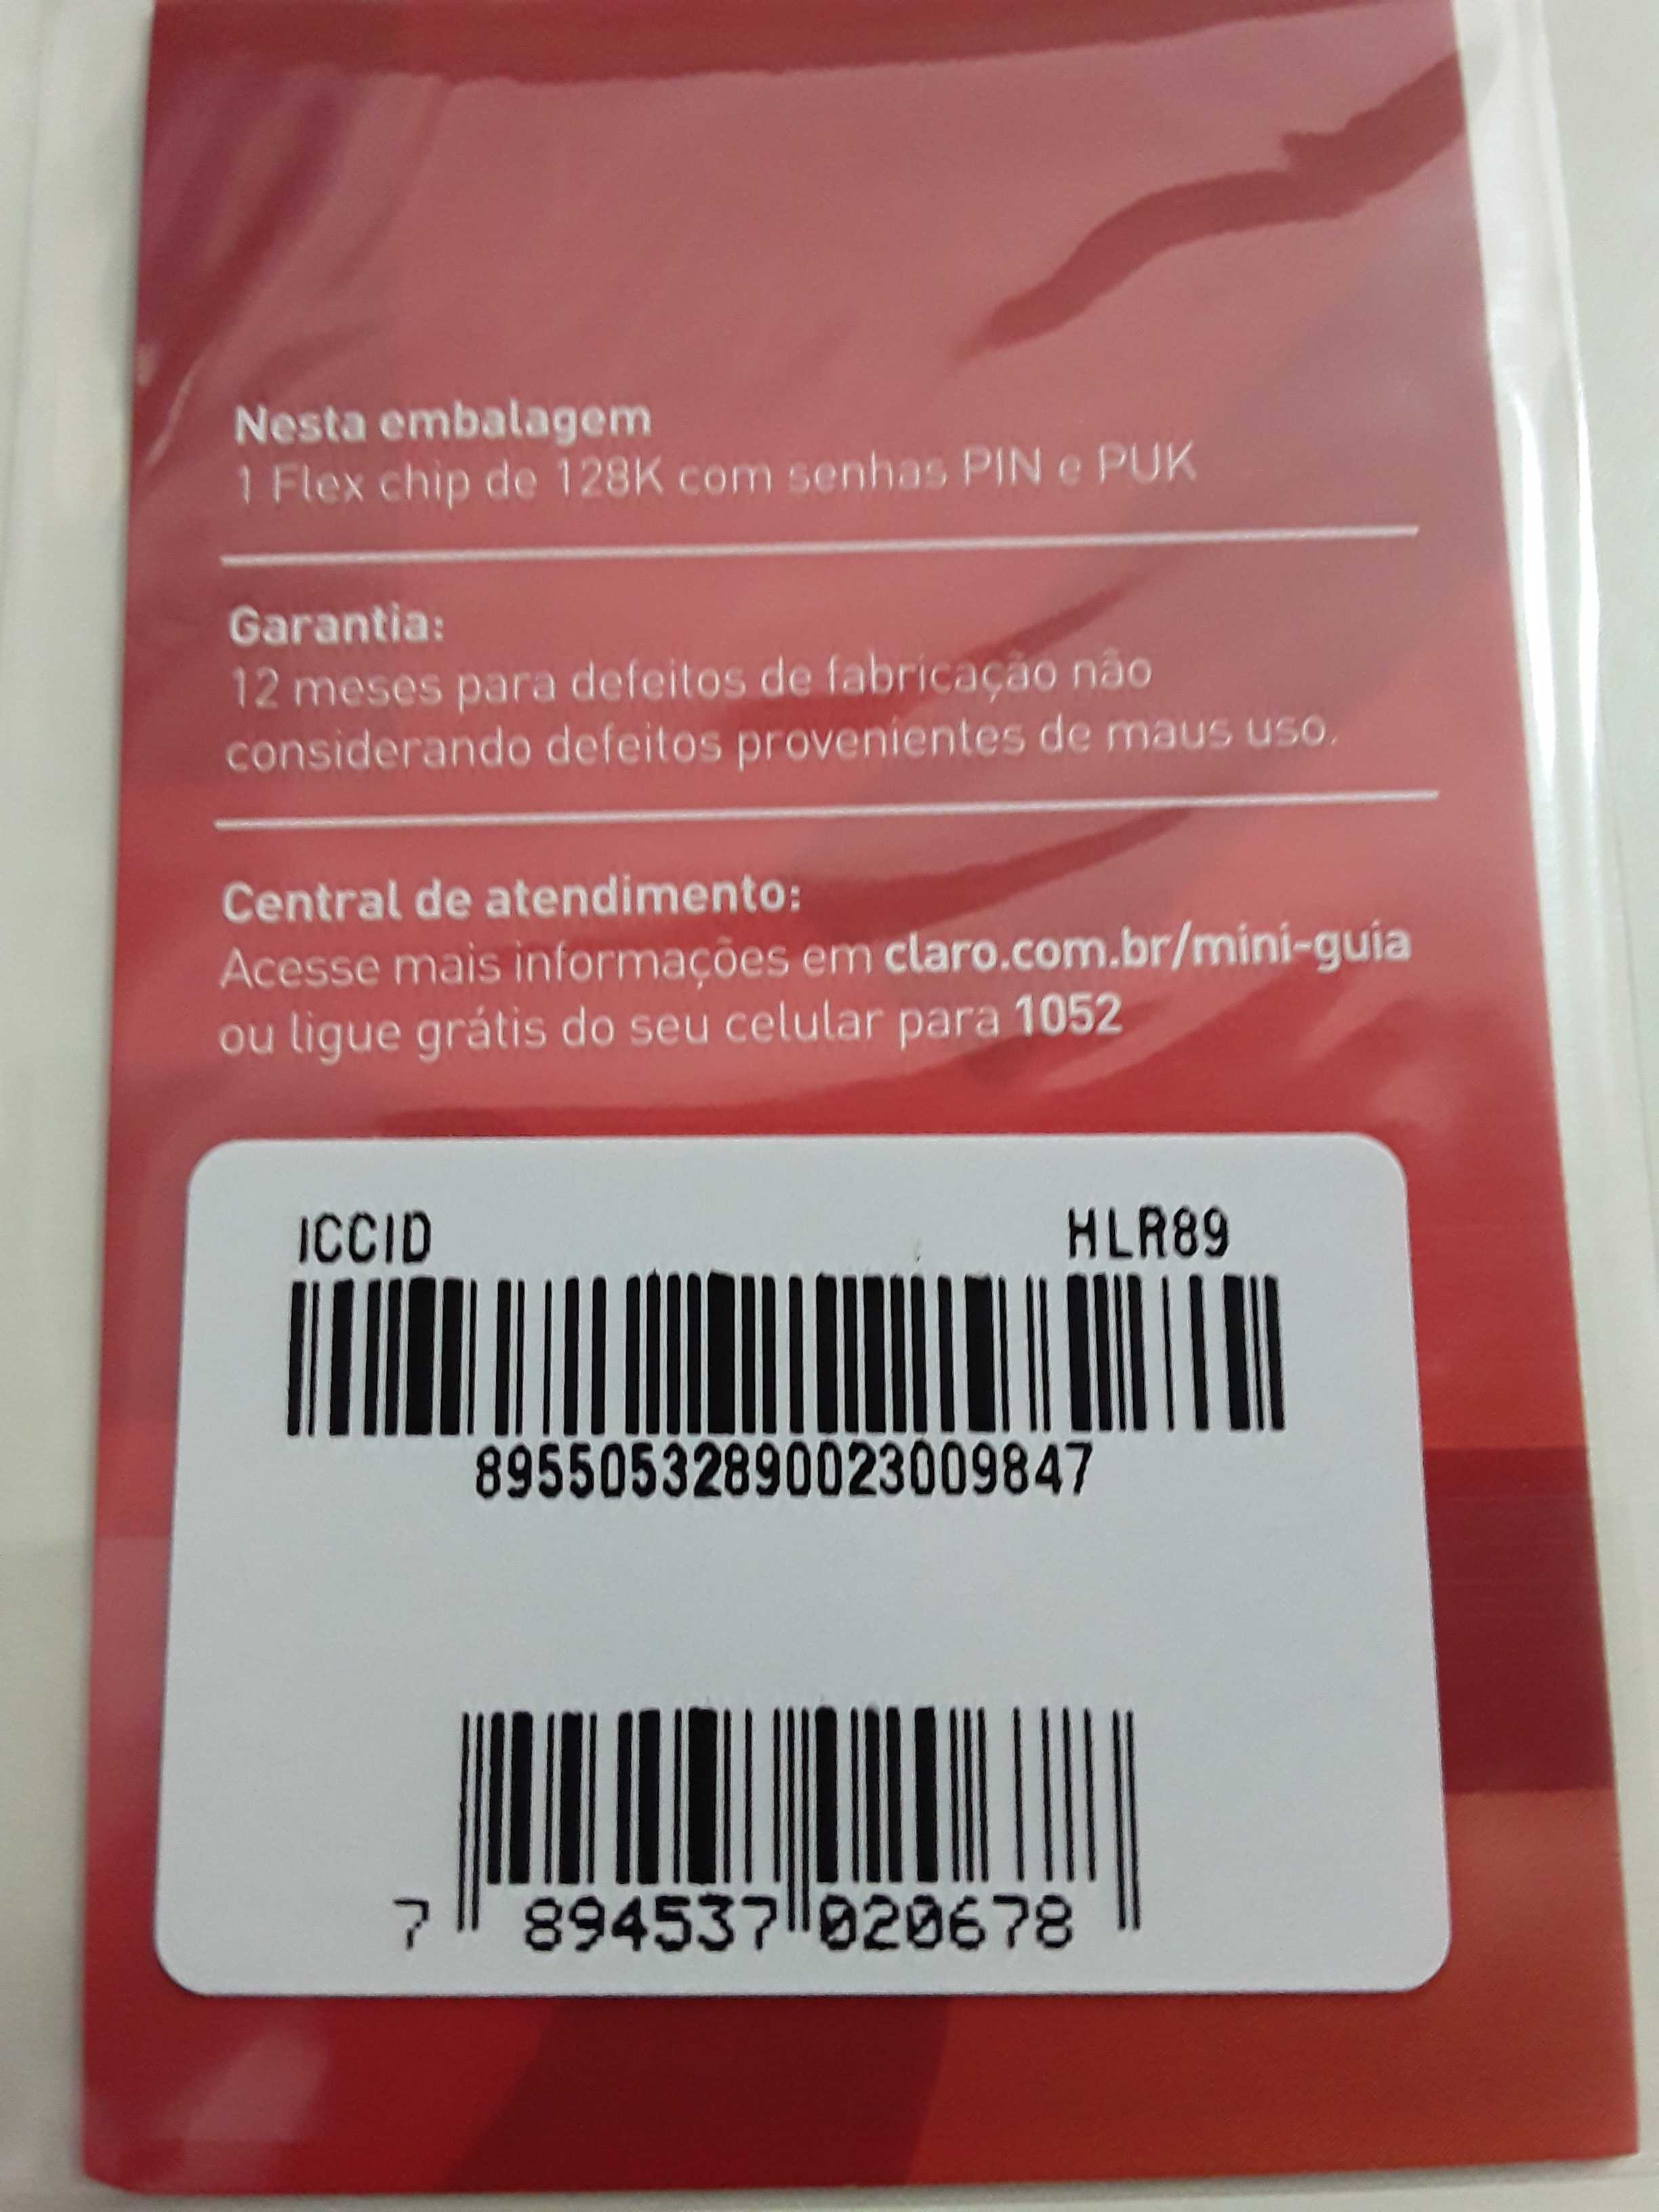 Nesta embalagem
1 Flex chip de 128K com senhas PIN e PUK
Garantia:
12 meses para defeitos de fabricação não
considerando defeitos provenientes de maus uso.
Central de atendimento:
Acesse mais informações em claro.com.br/mini-guia
ou ligue grátis do seu celular para 1052
ICCID HLR89
89550532890023009847
7 894537 020678